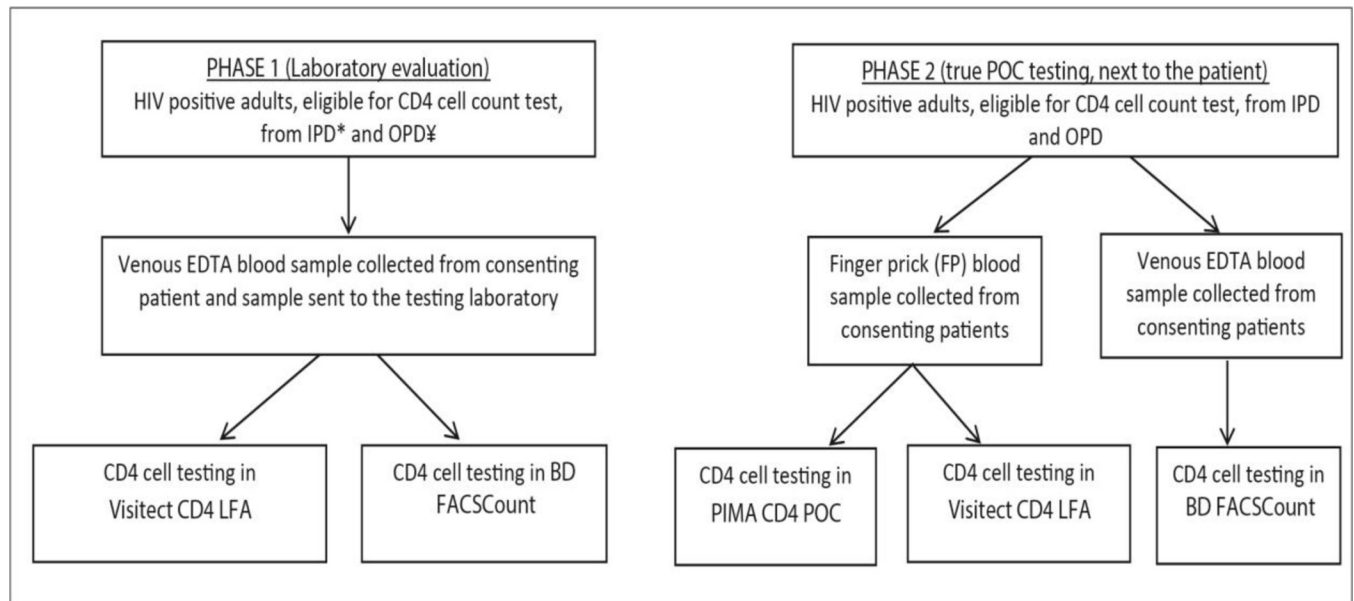 PHASE 1 (Laboratory evaluation)
HIV positive adults, eligible for CD4 cell count test,
from IPD* and OPD¥
Venous EDTA blood sample collected from consenting
patient and sample sent to the testing laboratory
CD4 cell testing in
Visitect CD4 LFA
CD4 cell testing in BD
FACSCount
PHASE 2 (true POC testing, next to the patient)
HIV positive adults, eligible for CD4 cell count test, from IPD
and OPD
Finger prick (FP) blood
sample collected from
consenting patients
Venous EDTA blood
sample collected from
consenting patients
CD4 cell testing in
PIMA CD4 POC
CD4 cell testing in
Visitect CD4 LFA
CD4 cell testing in
BD FACSCount